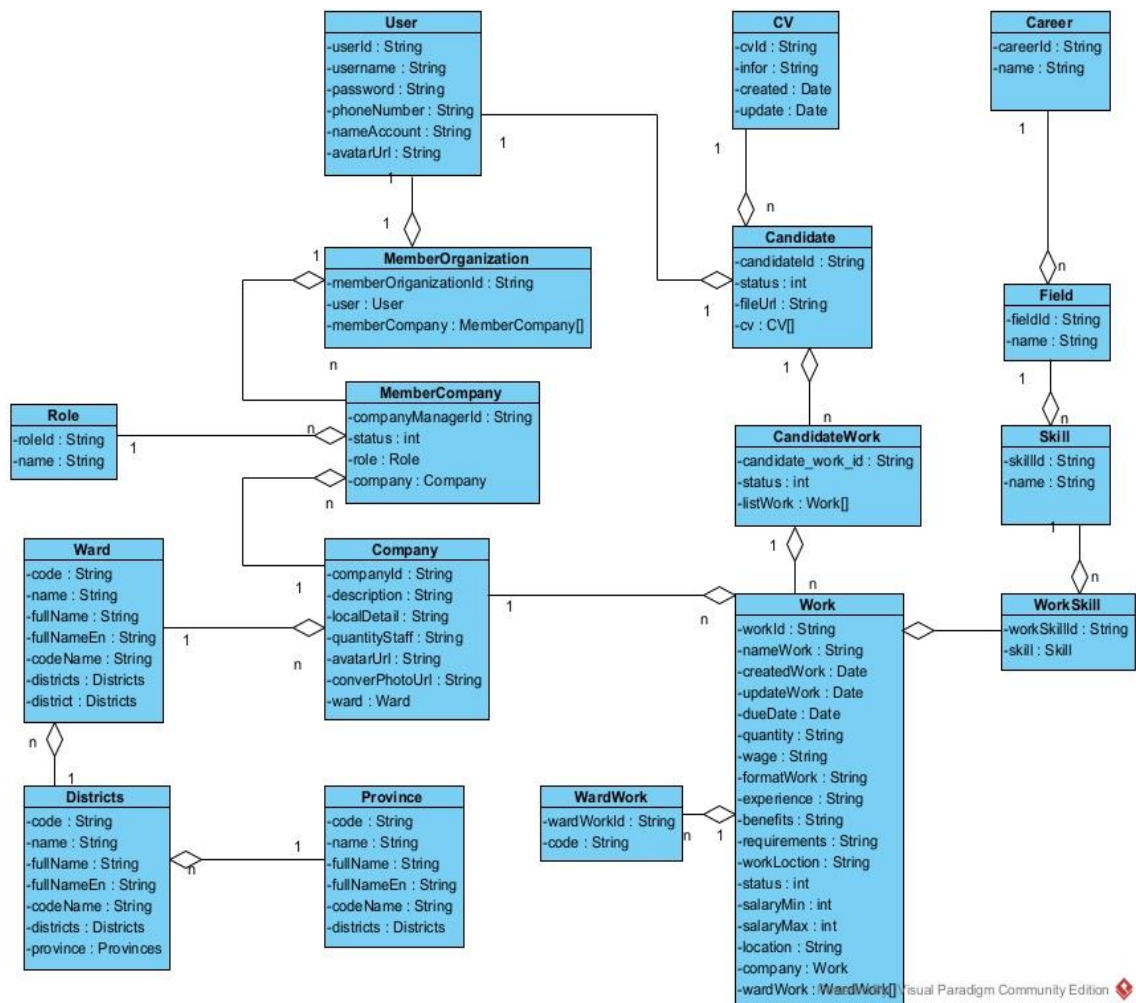 User
-userId : String
-username : String
-password : String
-phoneNumber : String
-nameAccount : String
-avatarUrl : String
CV
-cvId : String
-infor : String
-created : Date
-update : Date
Career
-careerId : String
-name : String
1
1
1
1
1
n
1
1
MemberOrganization
-memberOriganizationId : String
-user : User
-memberCompany : MemberCompany[]
n
Candidate
-candidateId : String
-status : int
-fileUrl : String
-cv : CV[]
1
1
n
n
Field
-fieldId : String
-name : String
1
n
Role
-roleId : String
-name : String
1
n
MemberCompany
-companyManagerId : String
-status : int
-role : Role
-company : Company
n
1
CandidateWork
-candidate_work_id : String
-status : int
-listWork : Work[]
1
n
Skill
-skillId : String
-name : String
1
n
Ward
-code : String
-name : String
-fullName : String
-fullNameEn : String
-codeName : String
-districts : Districts
-district : Districts
1
n
n
1
Company
-companyId : String
-description : String
-localDetail : String
-quantityStaff : String
-avatarUrl : String
-converPhotoUrl : String
-ward : Ward
1
n
Work
-workId : String
-nameWork : String
-createdWork : Date
-updateWork : Date
-dueDate : Date
-quantity : String
-wage : String
-formatWork : String
-experience : String
-benefits : String
-requirements : String
-workLoction : String
-status : int
-salaryMin : int
-salaryMax : int
-location : String
-company : Work
-wardWork : WardWork[]
WorkSkill
-workSkillId : String
-skill : Skill
Districts
-code : String
-name : String
-fullName : String
-fullNameEn : String
-codeName : String
-districts : Districts
-province : Provinces
n
1
Province
-code : String
-name : String
-fullName : String
-fullNameEn : String
-codeName : String
-districts : Districts
WardWork
-wardWorkId : String
-code : String
n
1
Visual Paradigm Community Edition